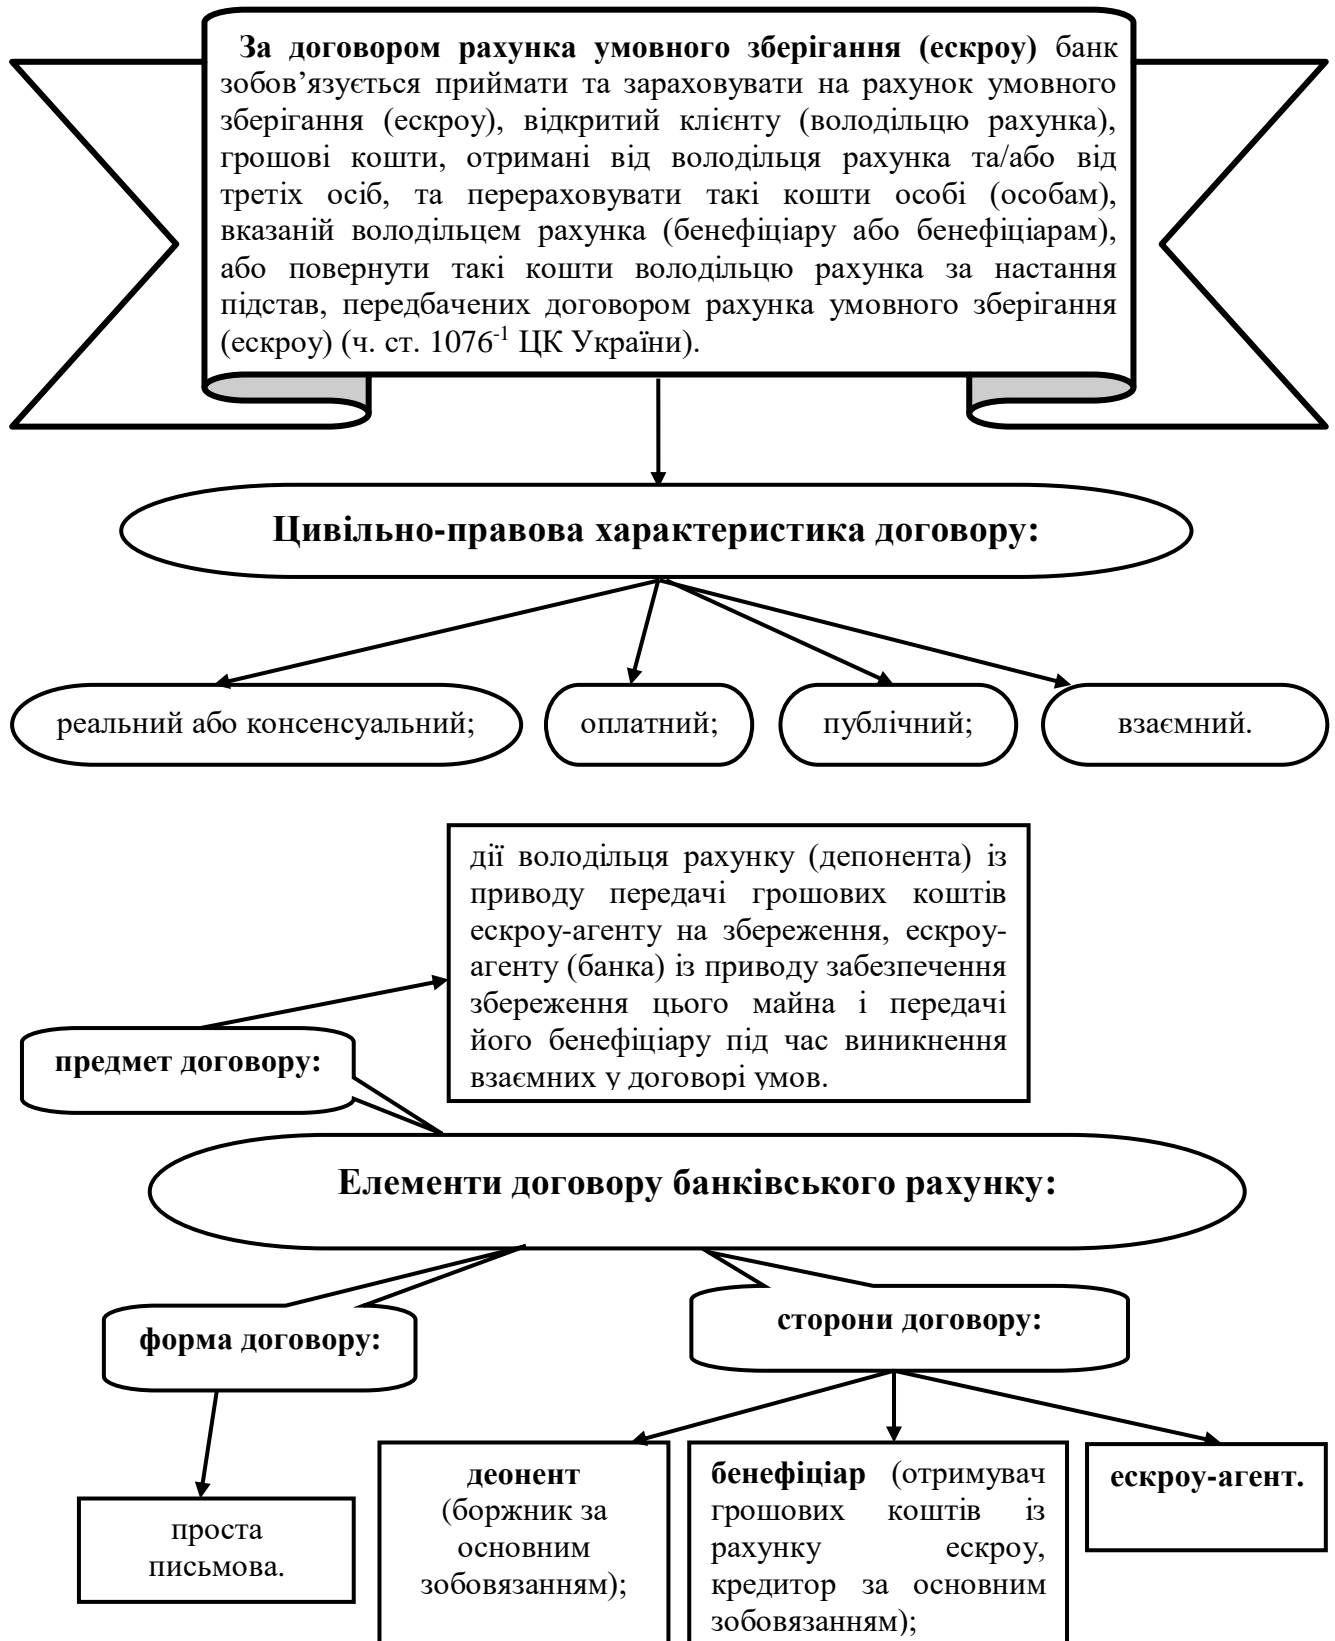 За договором рахунка умовного зберігання (ескроу) банк
зобов’язується приймати та зараховувати на рахунок умовного
зберігання (ескроу), відкритий клієнту (володільцю рахунка),
грошові кошти, отримані від володільця рахунка та/або від
третіх осіб, та перераховувати такі кошти особі (особам),
вказаній володільцем рахунка (бенефіціару або бенефіціарам),
або повернути такі кошти володільцю рахунка за настання
підстав, передбачених договором рахунка умовного зберігання
(ескроу) (ч. ст. 1076⁻¹ ЦК України).
Цивільно-правова характеристика договору:
реальний або консенсуальний;
оплатний;
публічний;
взаємний.
дії володільця рахунку (депонента) із
приводу передачі грошових коштів
ескроу-агенту на збереження, ескроу-
агенту (банка) із приводу забезпечення
збереження цього майна і передачі
його бенефіціару під час виникнення
взаємних у договорі умов.
предмет договору:
Елементи договору банківського рахунку:
форма договору:
сторони договору:
проста
письмова.
деонент
(боржник за
основним
зобовязанням);
бенефіціар (отримувач
грошових коштів із
рахунку ескроу,
кредитор за основним
зобовязанням);
ескроу-агент.